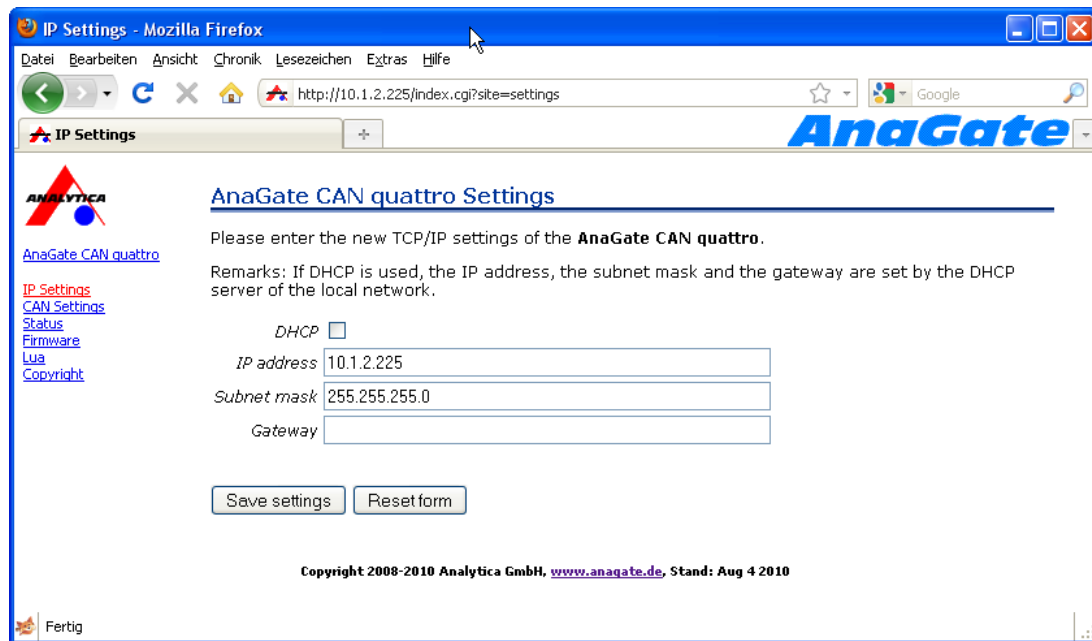 IP Settings - Mozilla Firefox
Datei Bearbeiten Ansicht Chronik Lesezeichen Extras Hilfe
http://10.1.2.225/index.cgi?site=settings
Google
IP Settings
AnaGate
ANALYTICA
AnaGate CAN quattro Settings
Please enter the new TCP/IP settings of the AnaGate CAN quattro.
AnaGate CAN quattro
Remarks: If DHCP is used, the IP address, the subnet mask and the gateway are set by the DHCP
server of the local network.
IP Settings
CAN Settings
Status
Firmware
Lua
Copyright
DHCP
IP address 10.1.2.225
Subnet mask 255.255.255.0
Gateway
Save settings Reset form
Copyright 2008-2010 Analytica GmbH, www.anagate.de, Stand: Aug 4 2010
Fertig